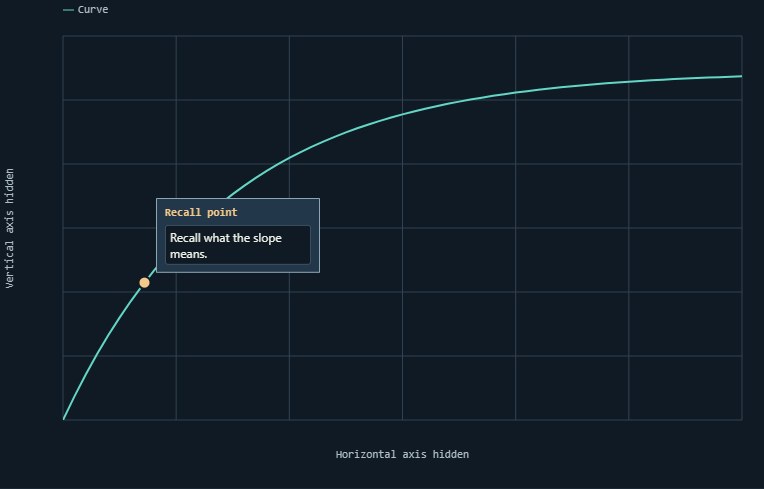 Curve
Vertical axis hidden
Recall point
Recall what the slope
means.
Horizontal axis hidden